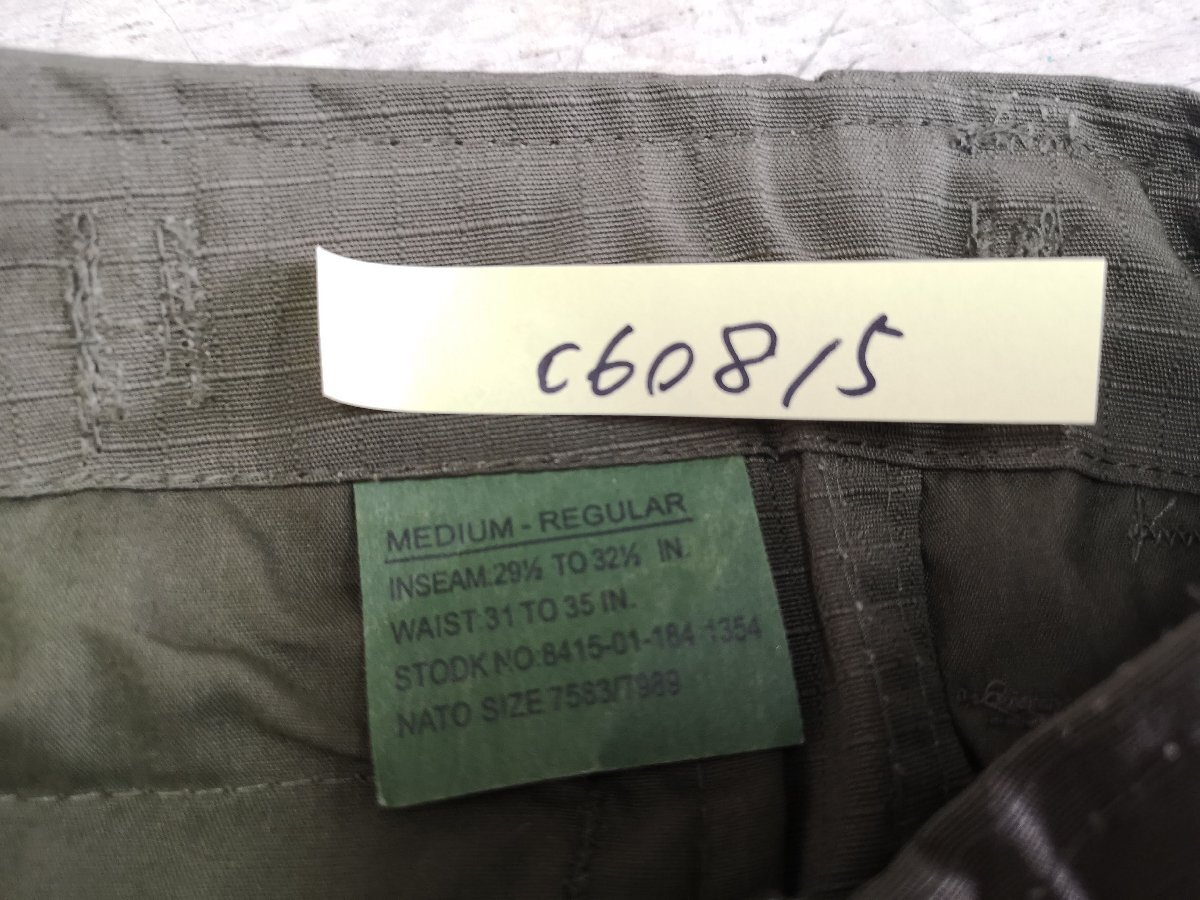 c60815
MEDIUM - REGULAR
INSEAM:29½ TO 32½ IN.
WAIST:31 TO 35 IN.
STODK NO:8415-01-184 1354
NATO SIZE 7583/7989